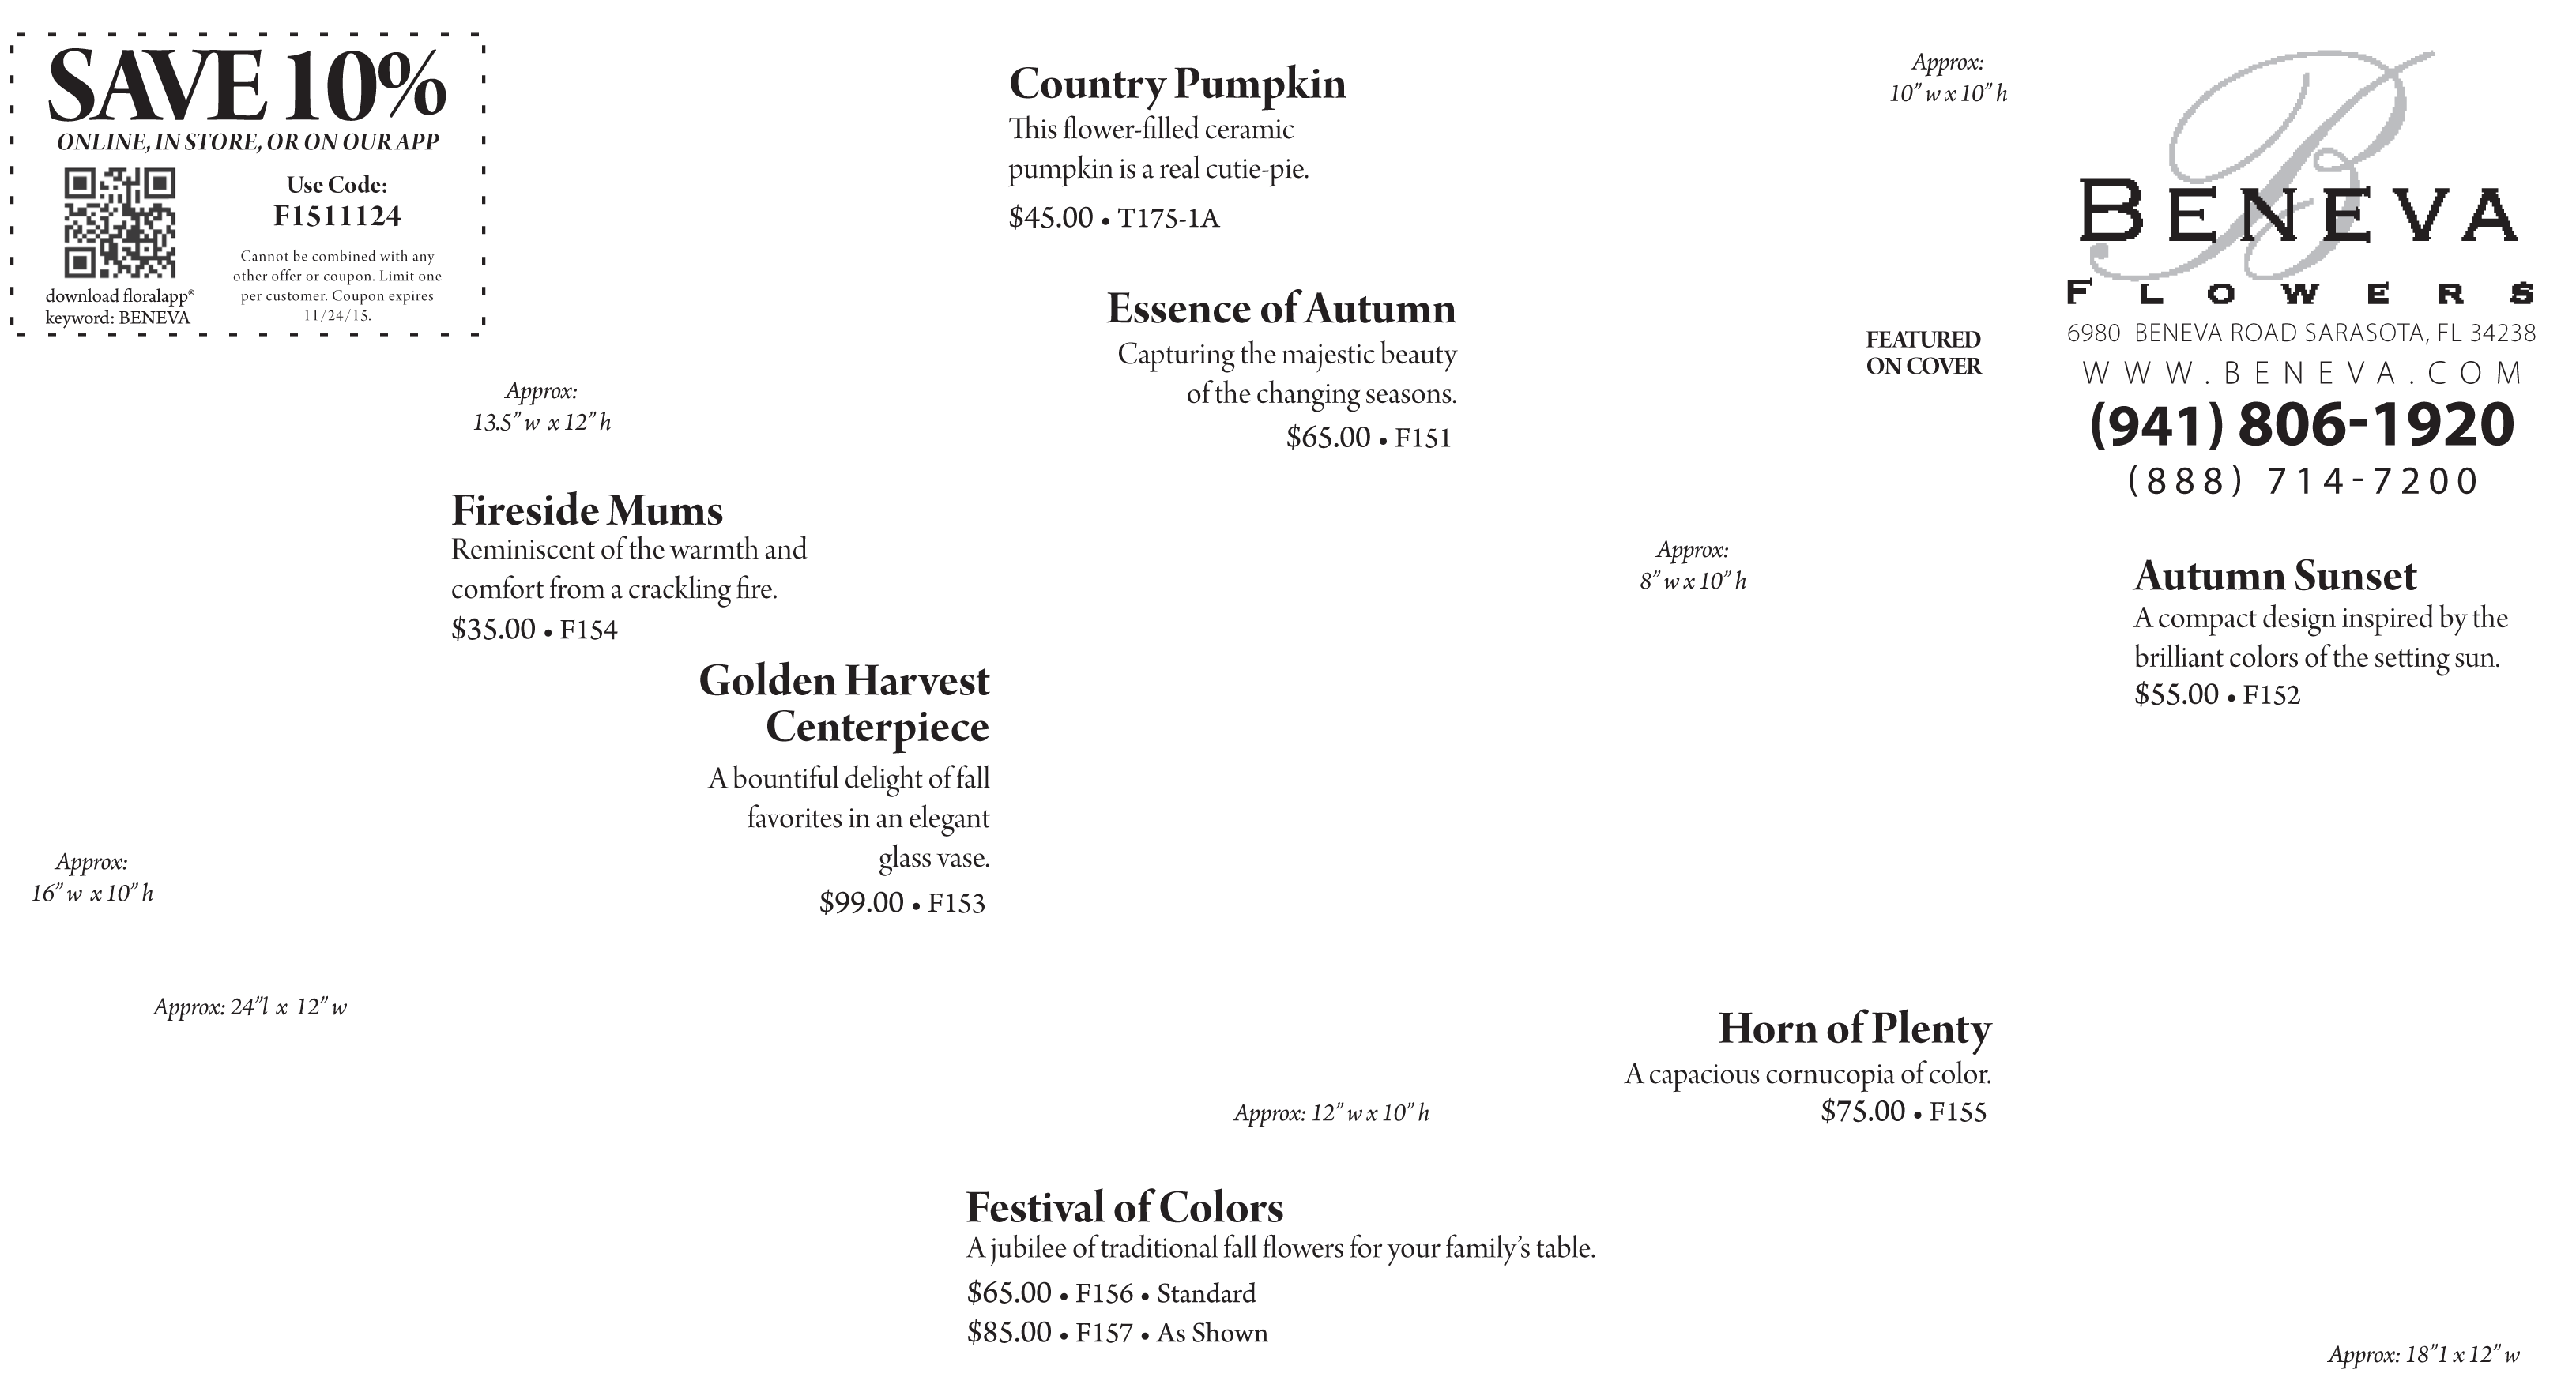 SAVE 10%
ONLINE, IN STORE, OR ON OUR APP
download floralapp®
keyword: BENEVA
Use Code:
F1511124
Cannot be combined with any
other offer or coupon. Limit one
per customer. Coupon expires
11/24/15.
Country Pumpkin
This flower-filled ceramic
pumpkin is a real cutie-pie.
$45.00 • T175-1A
Approx:
10” w x 10” h
B
BENEVA
FLOWERS
6980 BENEVA ROAD SARASOTA, FL 34238
WWW.BENEVA.COM
(941) 806-1920
(888) 714-7200
Essence of Autumn
Capturing the majestic beauty
of the changing seasons.
$65.00 • F151
FEATURED
ON COVER
Approx:
13.5” w x 12” h
Fireside Mums
Reminiscent of the warmth and
comfort from a crackling fire.
$35.00 • F154
Approx:
8” w x 10” h
Autumn Sunset
A compact design inspired by the
brilliant colors of the setting sun.
$55.00 • F152
Golden Harvest
Centerpiece
A bountiful delight of fall
favorites in an elegant
glass vase.
$99.00 • F153
Approx:
16” w x 10” h
Approx: 24”l x 12” w
Horn of Plenty
A capacious cornucopia of color.
$75.00 • F155
Approx: 12” w x 10” h
Festival of Colors
A jubilee of traditional fall flowers for your family’s table.
$65.00 • F156 • Standard
$85.00 • F157 • As Shown
Approx: 18”1 x 12” w